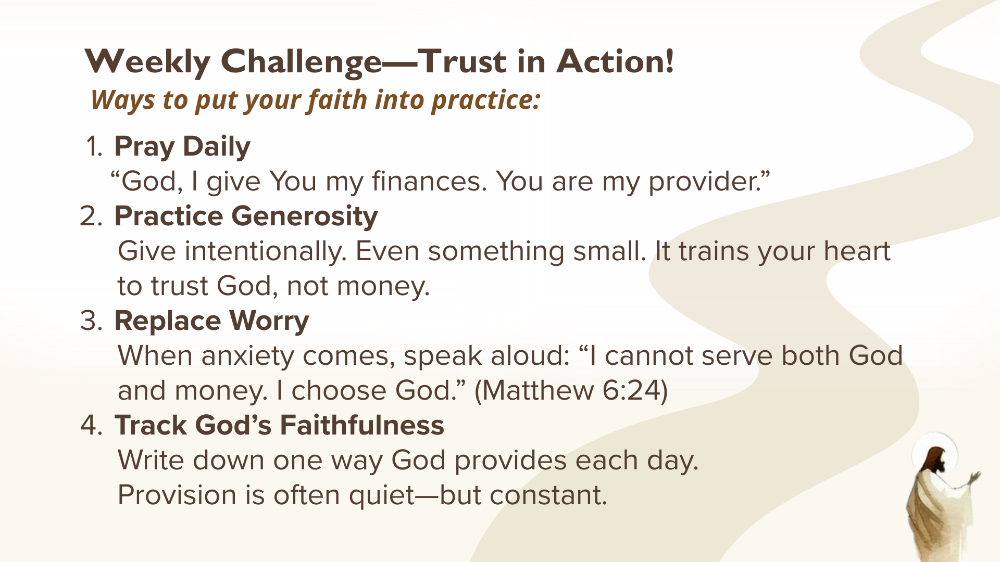 Weekly Challenge—Trust in Action!
Ways to put your faith into practice:
1. Pray Daily
“God, I give You my finances. You are my provider.”
2. Practice Generosity
Give intentionally. Even something small. It trains your heart
to trust God, not money.
3. Replace Worry
When anxiety comes, speak aloud: “I cannot serve both God
and money. I choose God.” (Matthew 6:24)
4. Track God’s Faithfulness
Write down one way God provides each day.
Provision is often quiet—but constant.